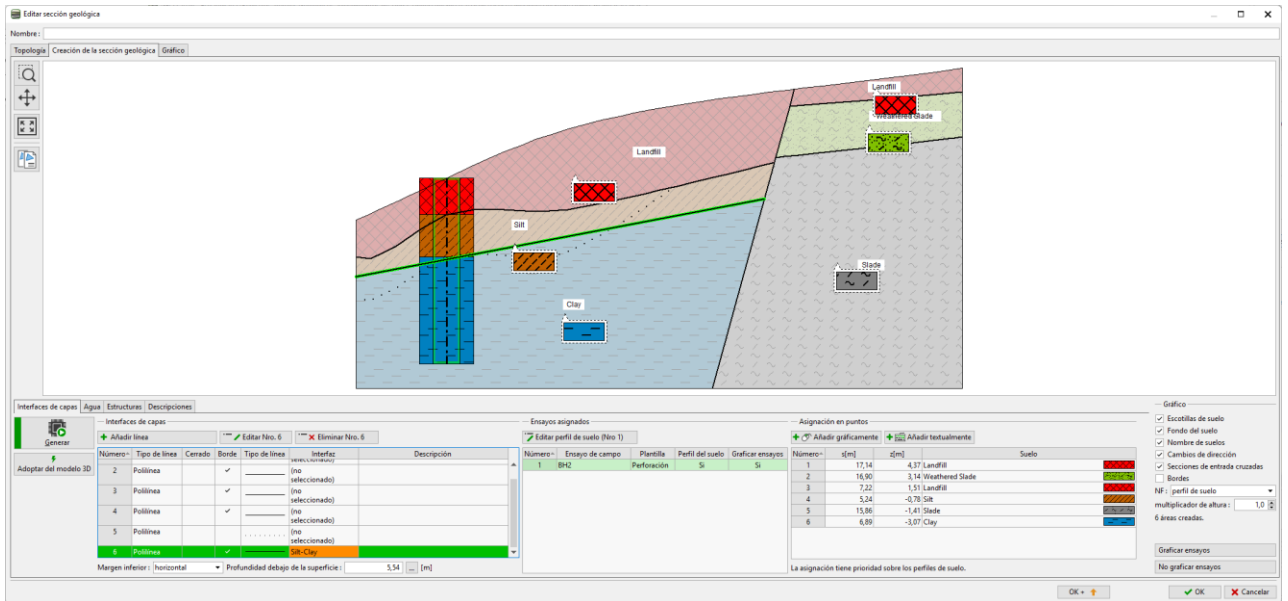 Editar sección geológica
Nombre :
Topología Creación de la sección geológica Gráfico
Landfill
Weathered Slade
Landfill
Silt
Slade
Clay
Interfaces de capas Agua Estructuras Descripciones
Generar
Adoptar del modelo 3D
Interfaces de capas
Añadir línea Editar Nro. 6 Eliminar Nro. 6
Número Tipo de línea Cerrado Borde Tipo de línea Interfaz Descripción
seleccionado)
2 Polilínea (no seleccionado)
3 Polilínea (no seleccionado)
4 Polilínea (no seleccionado)
5 Polilínea (no seleccionado)
6 Polilínea Silt-Clay
Margen inferior : horizontal Profundidad debajo de la superficie : 5,54 ... [m]
Ensayos asignados
Editar perfil de suelo (Nro 1)
Número Ensayo de campo Plantilla Perfil del suelo Graficar ensayos
1 BH2 Perforación Si Si
Asignación en puntos
Añadir gráficamente Añadir textualmente
Número s[m] z[m] Suelo
1 17,14 4,37 Landfill
2 16,90 3,14 Weathered Slade
3 7,22 1,51 Landfill
4 5,24 -0,78 Silt
5 15,86 -1,41 Slade
6 6,89 -3,07 Clay
La asignación tiene prioridad sobre los perfiles de suelo.
Gráfico
Escotillas de suelo
Fondo del suelo
Nombre de suelos
Cambios de dirección
Secciones de entrada cruzadas
Bordes
NF : perfil de suelo
multiplicador de altura : 1,0
6 áreas creadas.
Graficar ensayos
No graficar ensayos
OK + OK Cancelar